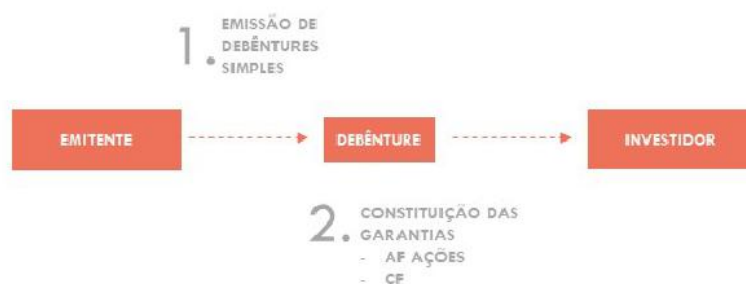 1. EMISSÃO DE
DEBÊNTURES
SIMPLES
EMITENTE
DEBÊNTURE
INVESTIDOR
2. CONSTITUIÇÃO DAS
GARANTIAS
- AF AÇÕES
- CF